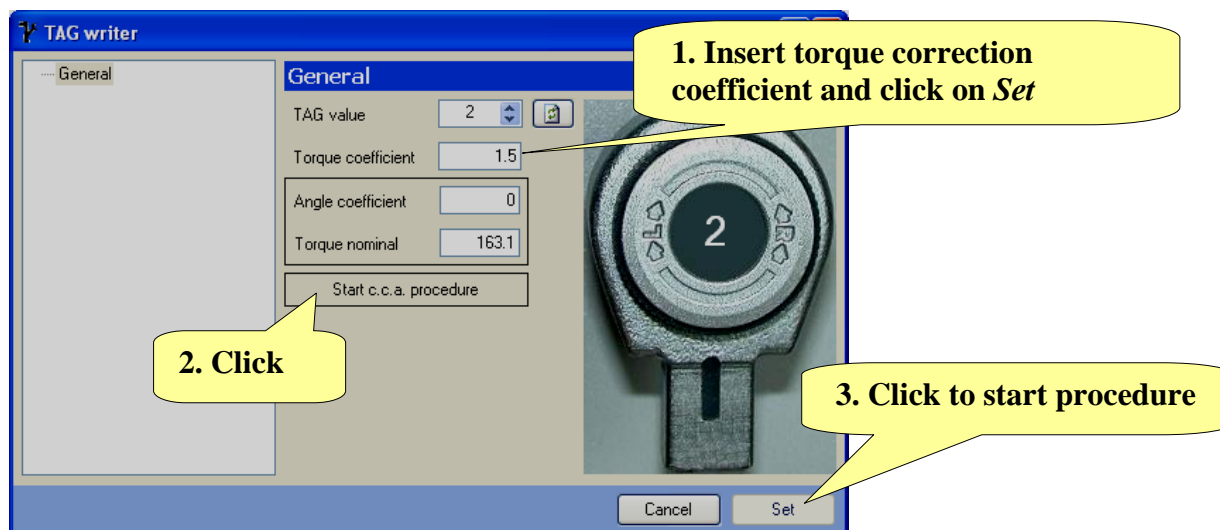 TAG writer
1. Insert torque correction
coefficient and click on Set
General
General
TAG value
2
Torque coefficient
1.5
Angle coefficient
0
Torque nominal
163.1
Start c.c.a. procedure
L
2
R
2. Click
3. Click to start procedure
Cancel
Set